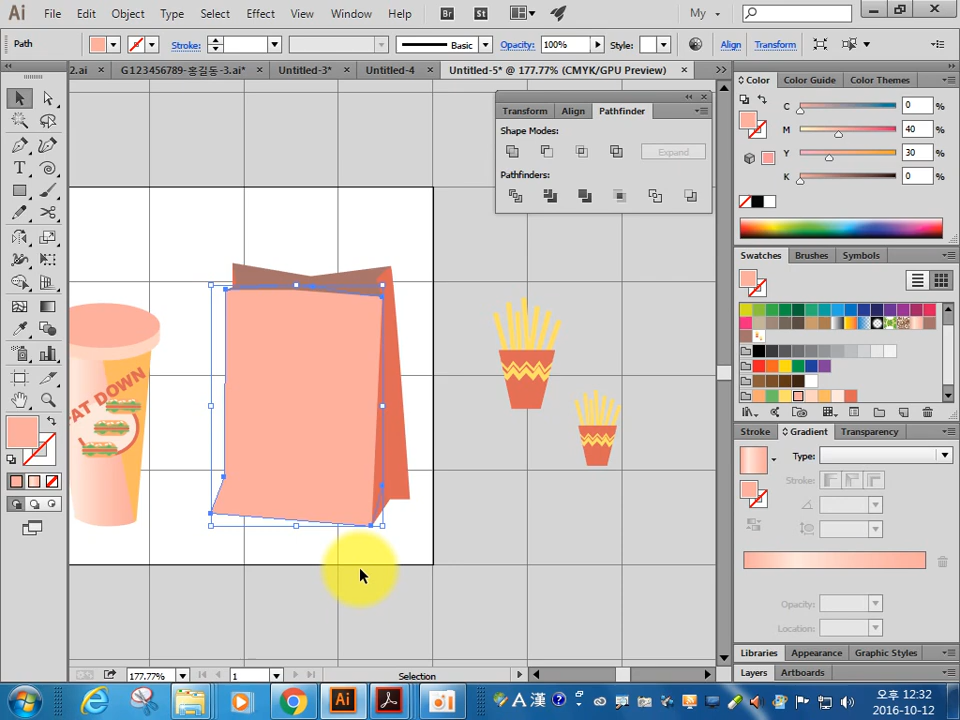 Ai File Edit Object Type Select Effect View Window Help Br St My
Path Stroke: Basic Opacity: 100% Style: Align Transform
2.ai × G123456789-홍길동-3.ai* × Untitled-3* × Untitled-4 × Untitled-5* @ 177.77% (CMYK/GPU Preview) ×
Transform Align Pathfinder
Shape Modes:
Expand
Pathfinders:
Color Color Guide Color Themes
C 0 %
M 40 %
Y 30 %
K 0 %
Swatches Brushes Symbols
Stroke Gradient Transparency
Type:
Stroke:
Opacity:
Location:
Libraries Appearance Graphic Styles
Layers Artboards
AT DOWN
177.77% 1 Selection
Ai A 漢
오후 12:32
2016-10-12